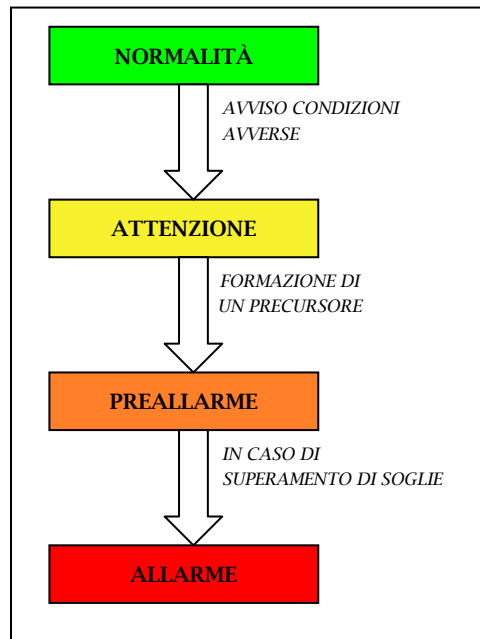 NORMALITÀ
AVVISO CONDIZIONI
AVVERSE
ATTENZIONE
FORMAZIONE DI
UN PRECURSORE
PREALLARME
IN CASO DI
SUPERAMENTO DI SOGLIE
ALLARME